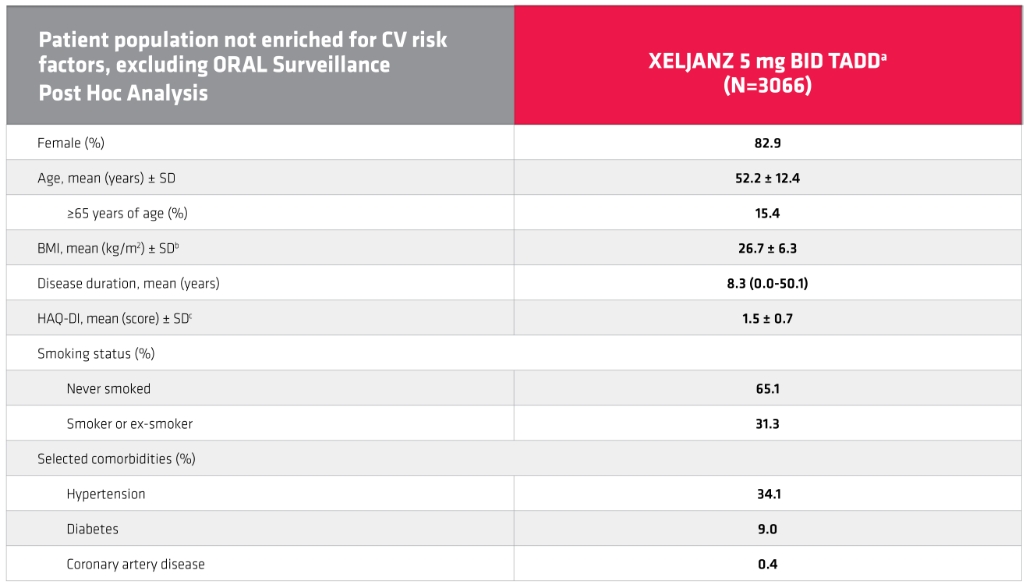 Patient population not enriched for CV risk
factors, excluding ORAL Surveillance
Post Hoc Analysis
XELJANZ 5 mg BID TADDᵃ
(N=3066)
Female (%)
82.9
Age, mean (years) ± SD
52.2 ± 12.4
≥65 years of age (%)
15.4
BMI, mean (kg/m²) ± SDᵇ
26.7 ± 6.3
Disease duration, mean (years)
8.3 (0.0-50.1)
HAQ-DI, mean (score) ± SDᶜ
1.5 ± 0.7
Smoking status (%)
Never smoked
65.1
Smoker or ex-smoker
31.3
Selected comorbidities (%)
Hypertension
34.1
Diabetes
9.0
Coronary artery disease
0.4